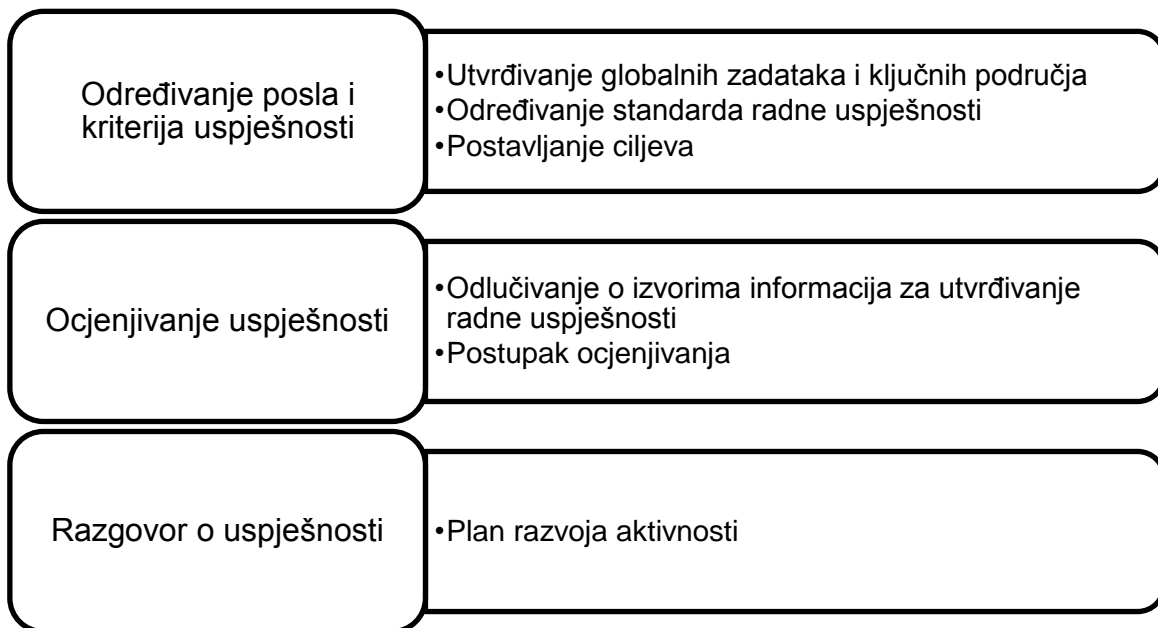 Određivanje posla i
kriterija uspješnosti
•Utvrđivanje globalnih zadataka i ključnih područja
•Određivanje standarda radne uspješnosti
•Postavljanje ciljeva
Ocjenjivanje uspješnosti
•Odlučivanje o izvorima informacija za utvrđivanje
radne uspješnosti
•Postupak ocjenjivanja
Razgovor o uspješnosti
•Plan razvoja aktivnosti